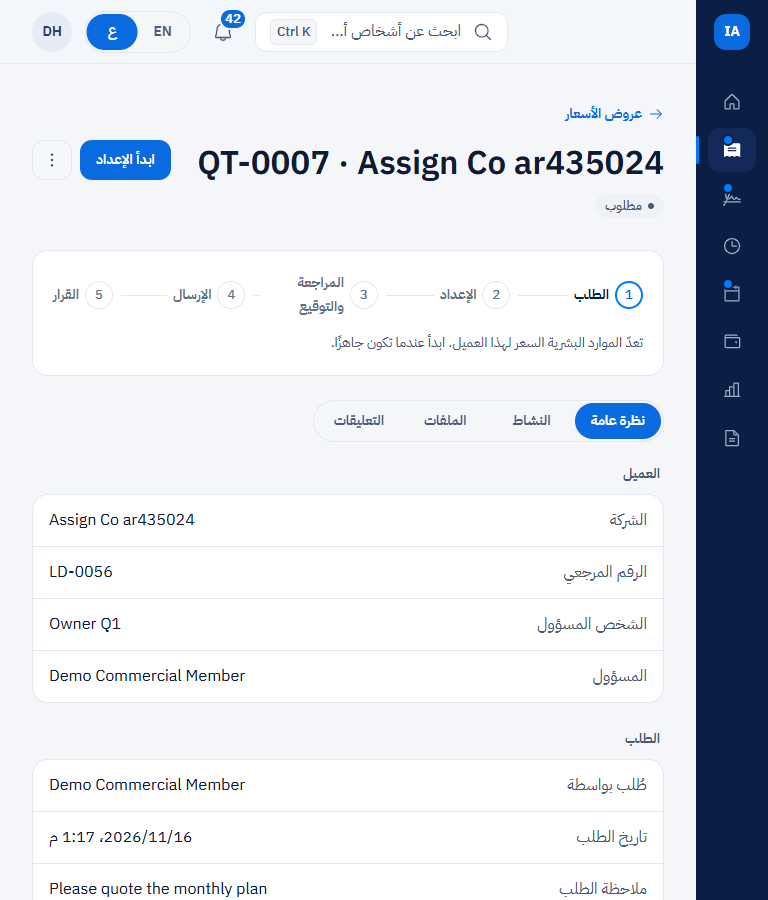 IA
ابحث عن أشخاص أ...
Ctrl K
42
EN
ع
DH
عروض الأسعار
QT-0007 · Assign Co ar435024
ابدأ الإعداد
مطلوب
1 الطلب
2 الإعداد
3 المراجعة والتوقيع
4 الإرسال
5 القرار
تعدّ الموارد البشرية السعر لهذا العميل. ابدأ عندما تكون جاهزًا.
نظرة عامة
النشاط
الملفات
التعليقات
العميل
الشركة Assign Co ar435024
الرقم المرجعي LD-0056
الشخص المسؤول Owner Q1
المسؤول Demo Commercial Member
الطلب
طُلب بواسطة Demo Commercial Member
تاريخ الطلب 2026/11/16، 1:17 م
ملاحظة الطلب Please quote the monthly plan